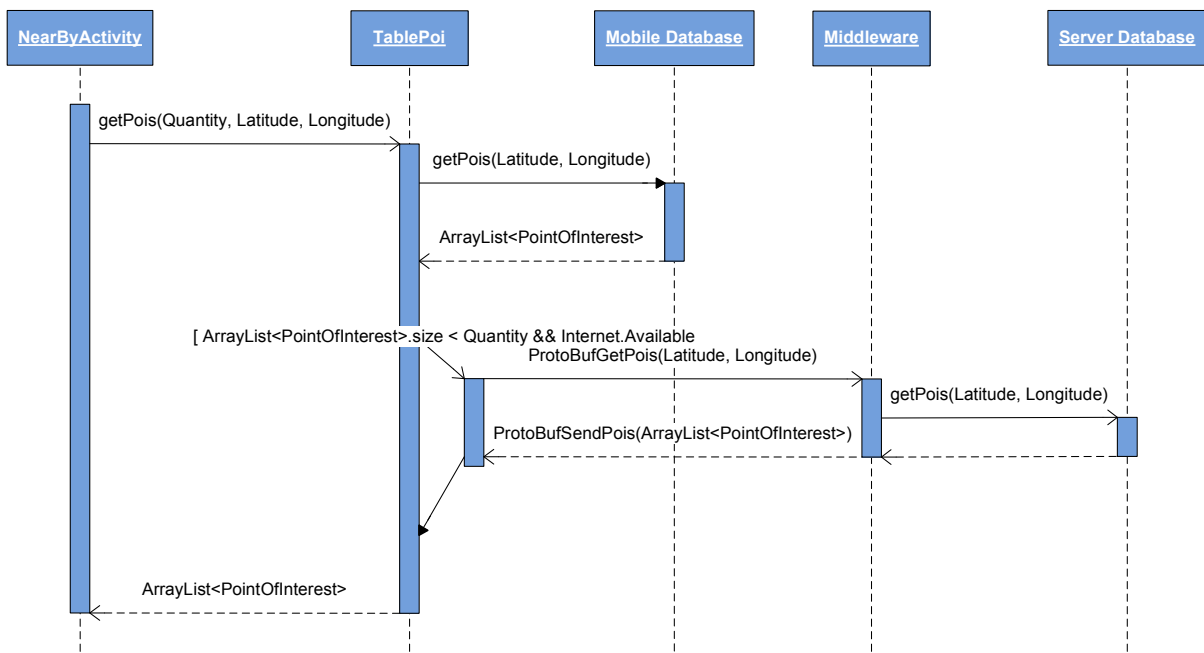 NearByActivity
TablePoi
Mobile Database
Middleware
Server Database
getPois(Quantity, Latitude, Longitude)
getPois(Latitude, Longitude)
ArrayList<PointOfInterest>
[ ArrayList<PointOfInterest>.size < Quantity && Internet.Available
ProtoBufGetPois(Latitude, Longitude)
getPois(Latitude, Longitude)
ProtoBufSendPois(ArrayList<PointOfInterest>)
ArrayList<PointOfInterest>